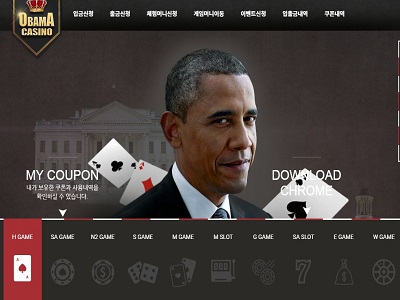 OBAMA
CASINO
입금신청 출금신청 체험머니신청 게임머니이동 이벤트신청 입출금내역 쿠폰내역
MY COUPON
내가 보유한 쿠폰과 사용내역을
확인하실 수 있습니다.
DOWNLOAD
CHROME
H GAME SA GAME N2 GAME S GAME M GAME M SLOT G GAME SA SLOT E GAME W GAME